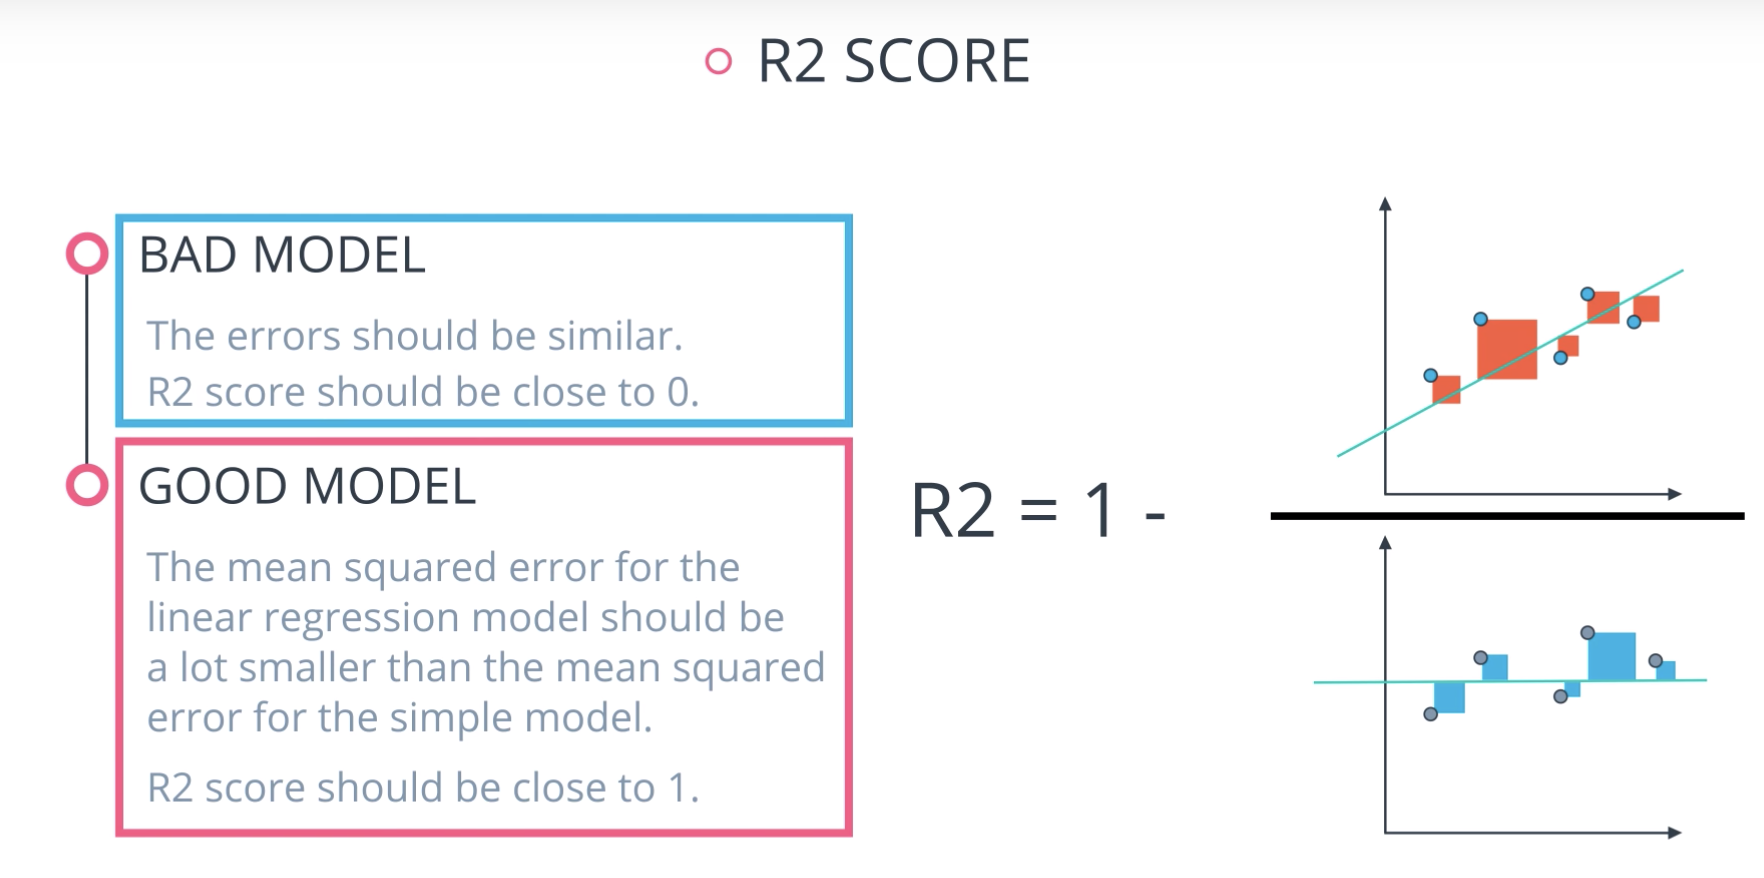 R2 SCORE
BAD MODEL
The errors should be similar.
R2 score should be close to 0.
GOOD MODEL
The mean squared error for the
linear regression model should be
a lot smaller than the mean squared
error for the simple model.
R2 score should be close to 1.
R2 = 1 -